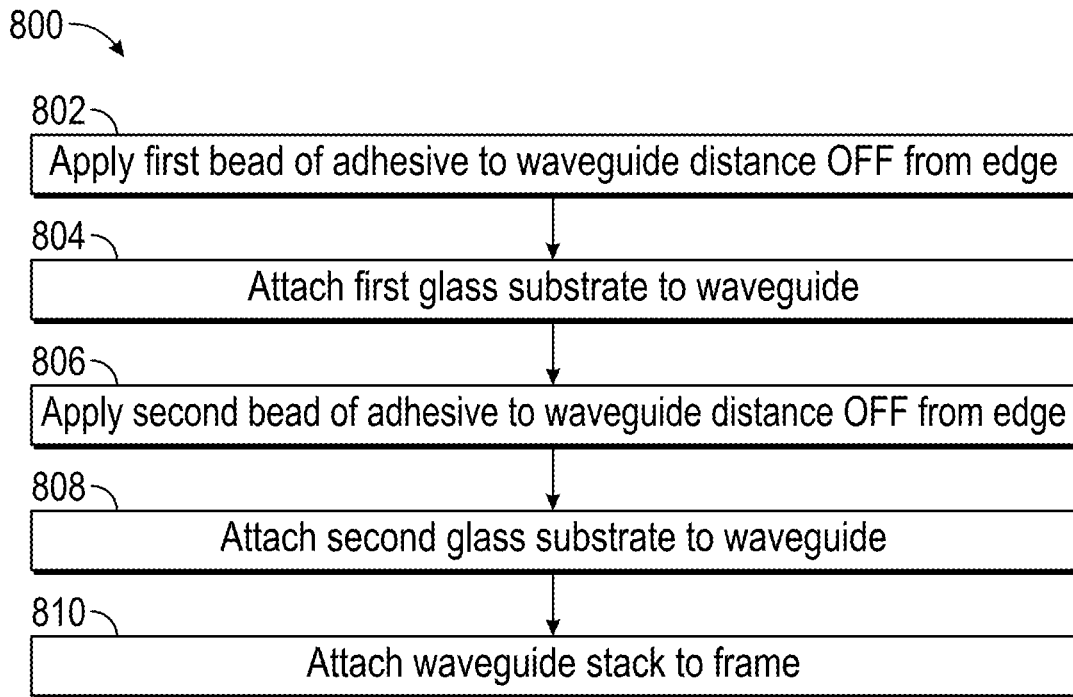 800
802
Apply first bead of adhesive to waveguide distance OFF from edge
804
Attach first glass substrate to waveguide
806
Apply second bead of adhesive to waveguide distance OFF from edge
808
Attach second glass substrate to waveguide
810
Attach waveguide stack to frame